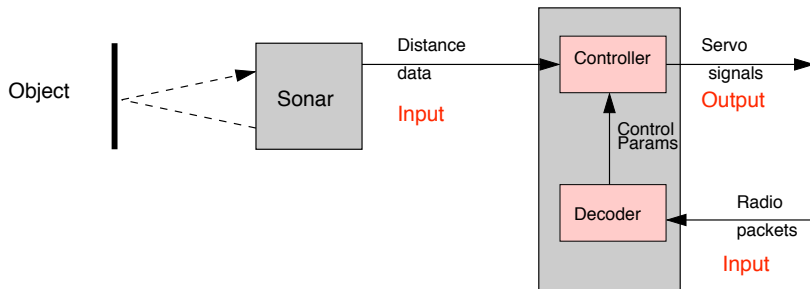 Object
Sonar
Distance
data
Input
Controller
Servo
signals
Output
Control
Params
Decoder
Radio
packets
Input